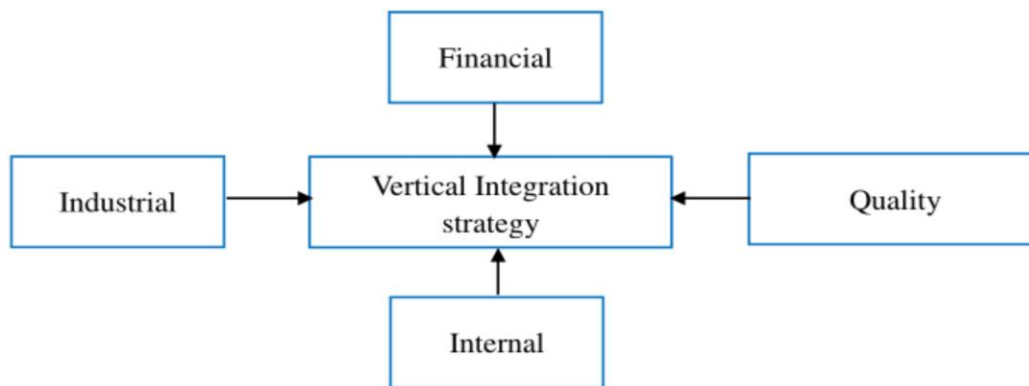 Financial
Industrial
Vertical Integration
strategy
Quality
Internal